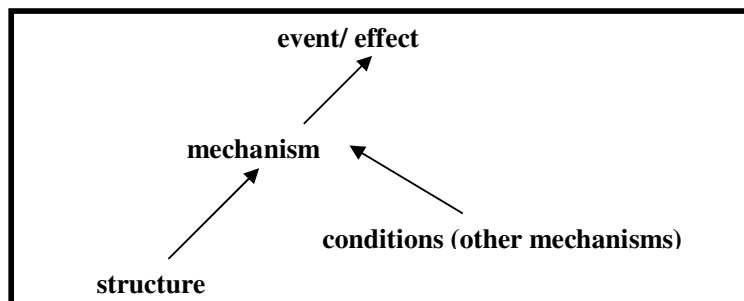 event/ effect
mechanism
conditions (other mechanisms)
structure